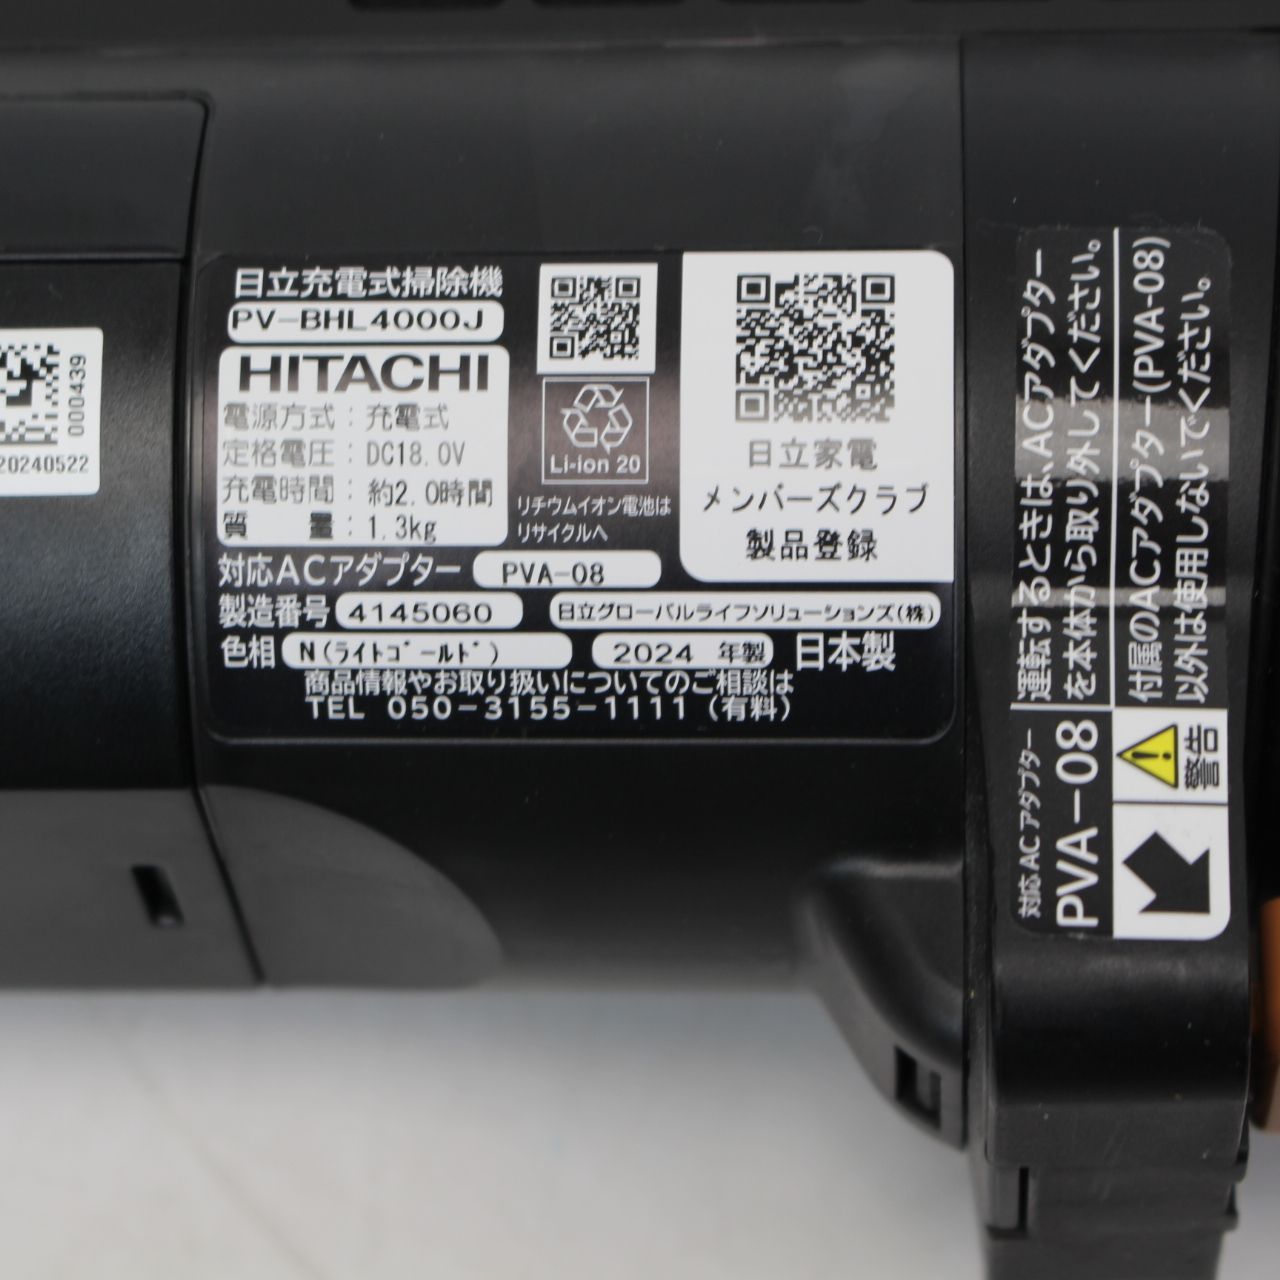 000439
20240522
日立充電式掃除機
PV-BHL4000J
HITACHI
電源方式：充電式
定格電圧：DC18.0V
充電時間：約2.0時間
質　量：1.3kg
Li-ion 20
リチウムイオン電池は
リサイクルへ
日立家電
メンバーズクラブ
製品登録
対応ACアダプター PVA-08
製造番号 4145060 日立グローバルライフソリューションズ(株)
色相 N(ライトゴールド) 2024 年製 日本製
商品情報やお取り扱いについてのご相談は
TEL 050-3155-1111（有料）
対応ACアダプター
PVA-08
運転するときは、ACアダプター
を本体から取り外してください。
警告
付属のACアダプター(PVA-08)
以外は使用しないでください。